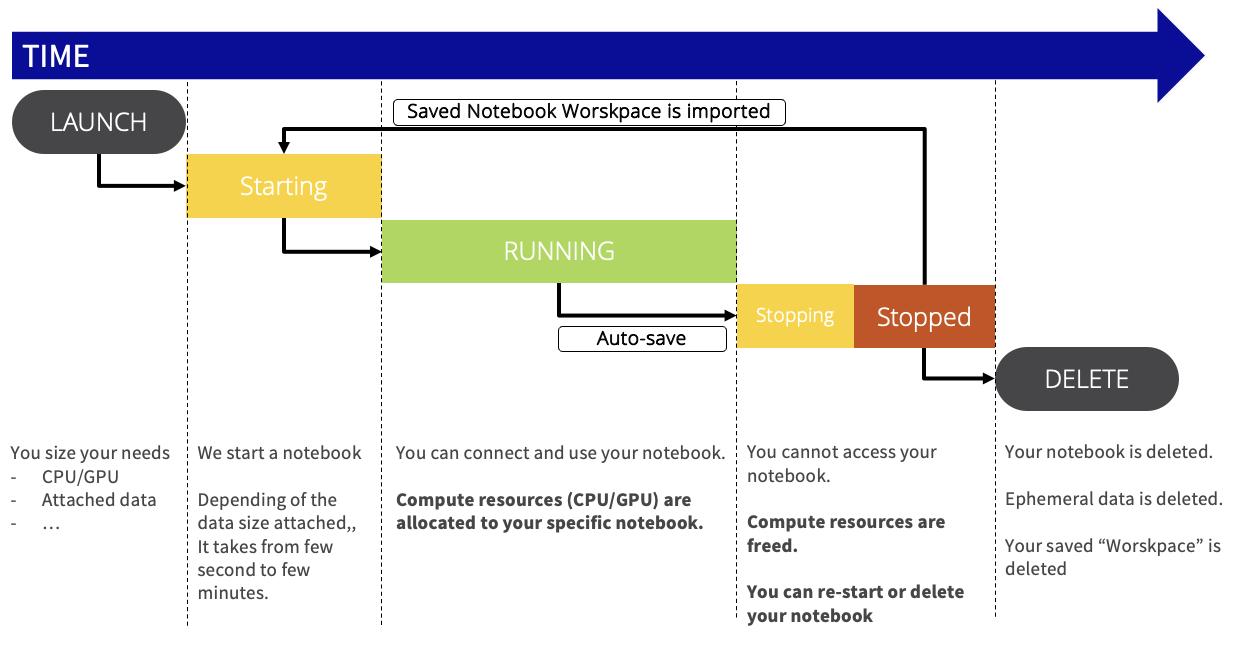 TIME
LAUNCH
Saved Notebook Worskpace is imported
Starting
RUNNING
Stopping
Stopped
Auto-save
DELETE
You size your needs
- CPU/GPU
- Attached data
- …
We start a notebook
Depending of the
data size attached,,
It takes from few
second to few
minutes.
You can connect and use your notebook.
Compute resources (CPU/GPU) are
allocated to your specific notebook.
You cannot access your
notebook.
Compute resources are
freed.
You can re-start or delete
your notebook
Your notebook is deleted.
Ephemeral data is deleted.
Your saved “Worskpace” is
deleted